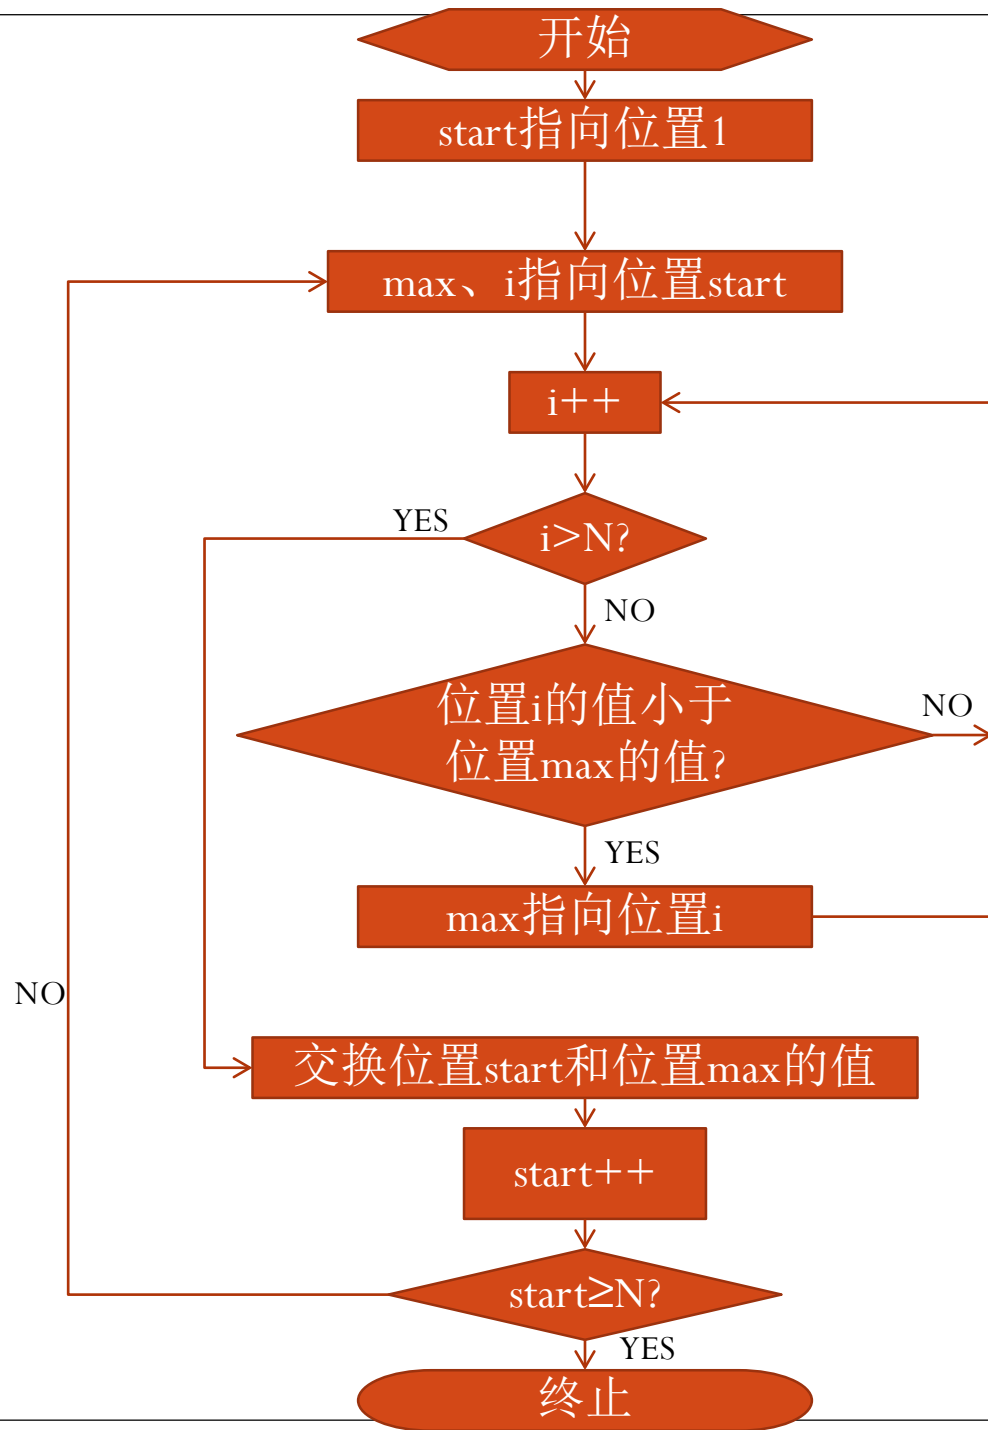 开始
start指向位置1
max、i指向位置start
i++
YES
i>N?
NO
位置i的值小于
位置max的值?
NO
YES
max指向位置i
NO
交换位置start和位置max的值
start++
start≥N?
YES
终止